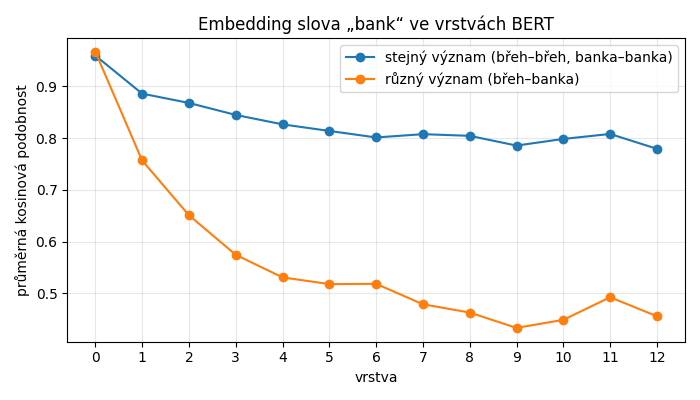 Embedding slova „bank“ ve vrstvách BERT
stejný význam (břeh–břeh, banka–banka)
různý význam (břeh–banka)
průměrná kosinová podobnost
0.9
0.8
0.7
0.6
0.5
0 1 2 3 4 5 6 7 8 9 10 11 12
vrstva